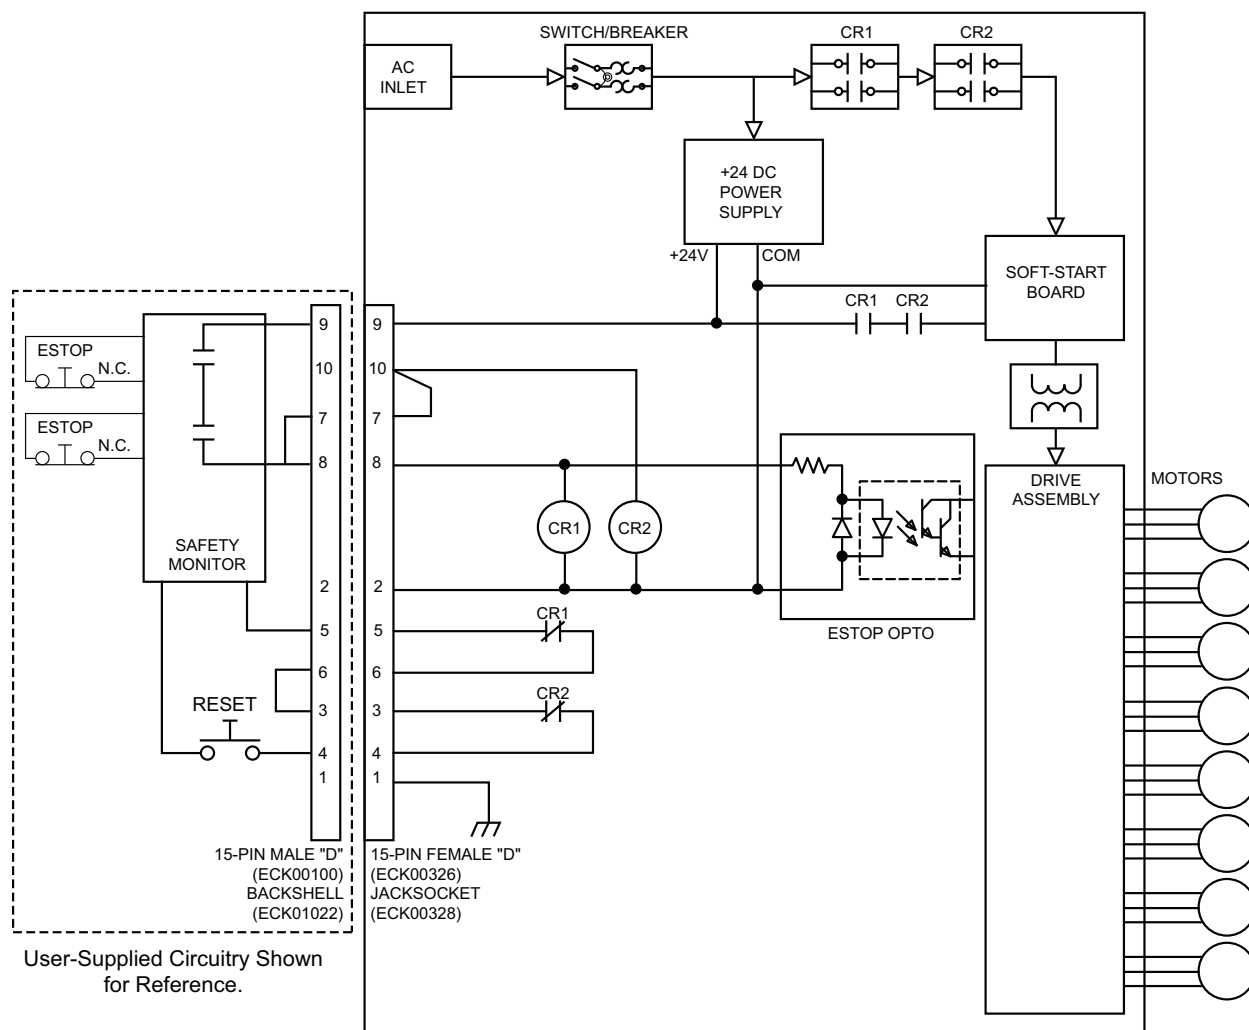 SWITCH/BREAKER
CR1
CR2
AC
INLET
+24 DC
POWER
SUPPLY
+24V
COM
SOFT-START
BOARD
CR1
CR2
ESTOP
N.C.
ESTOP
N.C.
SAFETY
MONITOR
RESET
9
10
7
8
2
5
6
3
4
1
9
10
7
8
2
5
6
3
4
1
CR1
CR2
CR1
CR2
ESTOP OPTO
DRIVE
ASSEMBLY
MOTORS
15-PIN MALE "D"
(ECK00100)
BACKSHELL
(ECK01022)
15-PIN FEMALE "D"
(ECK00326)
JACKSOCKET
(ECK00328)
User-Supplied Circuitry Shown
for Reference.